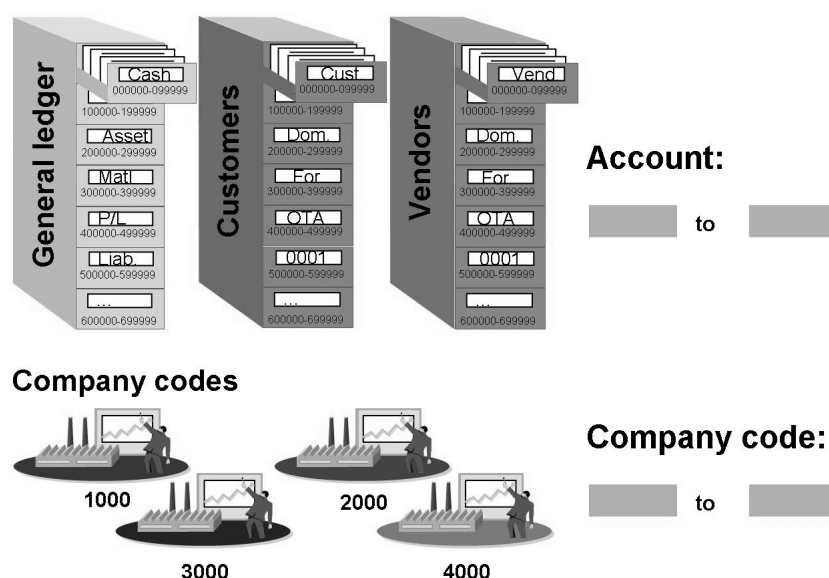 General ledger
Cash
000000-099999
100000-199999
Asset
200000-299999
Matl
300000-399999
P/L
400000-499999
Liab.
500000-599999
...
600000-699999
Customers
Cust
000000-099999
100000-199999
Dom.
200000-299999
For
300000-399999
OTA
400000-499999
0001
500000-599999
...
600000-699999
Vendors
Vend
000000-099999
100000-199999
Dom.
200000-299999
For
300000-399999
OTA
400000-499999
0001
500000-599999
...
600000-699999
Account:
to
Company codes
1000
2000
3000
4000
Company code:
to